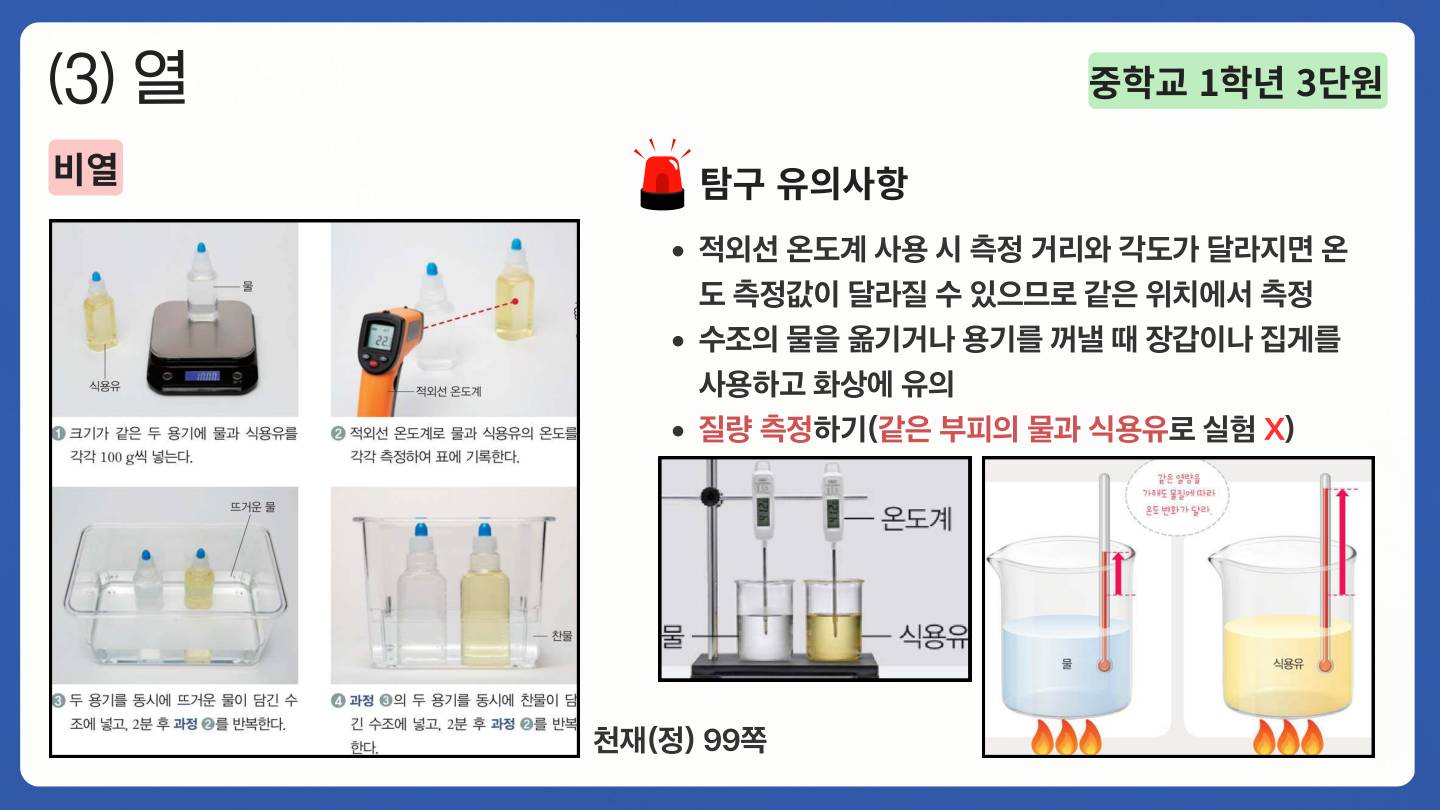 (3) 열
중학교 1학년 3단원
비열
물
식용유
적외선 온도계
1 크기가 같은 두 용기에 물과 식용유를
각각 100 g씩 넣는다.
2 적외선 온도계로 물과 식용유의 온도를
각각 측정하여 표에 기록한다.
뜨거운 물
찬물
3 두 용기를 동시에 뜨거운 물이 담긴 수
조에 넣고, 2분 후 과정 2를 반복한다.
4 과정 3의 두 용기를 동시에 찬물이 담
긴 수조에 넣고, 2분 후 과정 2를 반복
한다.
천재(정) 99쪽
탐구 유의사항
• 적외선 온도계 사용 시 측정 거리와 각도가 달라지면 온
도 측정값이 달라질 수 있으므로 같은 위치에서 측정
• 수조의 물을 옮기거나 용기를 꺼낼 때 장갑이나 집게를
사용하고 화상에 유의
• 질량 측정하기(같은 부피의 물과 식용유로 실험 X)
온도계
물
식용유
같은 열량을
가해도 물질에 따라
온도 변화가 달라.
물
식용유